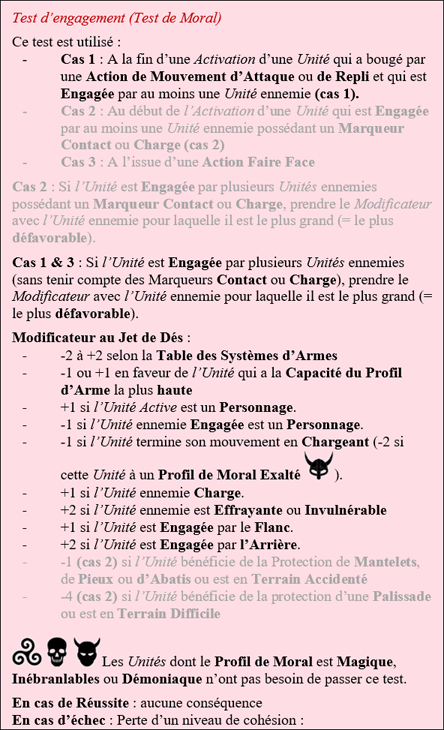 Test d’engagement (Test de Moral)
Ce test est utilisé :
- Cas 1 : A la fin d’une Activation d’une Unité qui a bougé par
une Action de Mouvement d’Attaque ou de Repli et qui est
Engagée par au moins une Unité ennemie (cas 1).
- Cas 2 : Au début de l’Activation d’une Unité qui est Engagée
par au moins une Unité ennemie possédant un Marqueur
Contact ou Charge (cas 2)
- Cas 3 : A l’issue d’une Action Faire Face
Cas 2 : Si l’Unité est Engagée par plusieurs Unités ennemies
possédant un Marqueur Contact ou Charge, prendre le Modificateur
avec l’Unité ennemie pour laquelle il est le plus grand (= le plus
défavorable).
Cas 1 & 3 : Si l’Unité est Engagée par plusieurs Unités ennemies
(sans tenir compte des Marqueurs Contact ou Charge), prendre le
Modificateur avec l’Unité ennemie pour laquelle il est le plus grand (=
le plus défavorable).
Modificateur au Jet de Dés :
- -2 à +2 selon la Table des Systèmes d’Armes
- -1 ou +1 en faveur de l’Unité qui a la Capacité du Profil
d’Arme la plus haute
- +1 si l’Unité Active est un Personnage.
- -1 si l’Unité ennemie Engagée est un Personnage.
- -1 si l’Unité termine son mouvement en Chargeant (-2 si
cette Unité à un Profil de Moral Exalté ).
- +1 si l’Unité ennemie Charge.
- +2 si l’Unité ennemie est Effrayante ou Invulnérable
- +1 si l’Unité est Engagée par le Flanc.
- +2 si l’Unité est Engagée par l’Arrière.
- -1 (cas 2) si l’Unité bénéficie de la Protection de Mantelets,
de Pieux ou d’Abatis ou est en Terrain Accidenté
- -4 (cas 2) si l’Unité bénéficie de la protection d’une Palissade
ou est en Terrain Difficile
Les Unités dont le Profil de Moral est Magique,
Inébranlables ou Démoniaque n’ont pas besoin de passer ce test.
En cas de Réussite : aucune conséquence
En cas d’échec : Perte d’un niveau de cohésion :